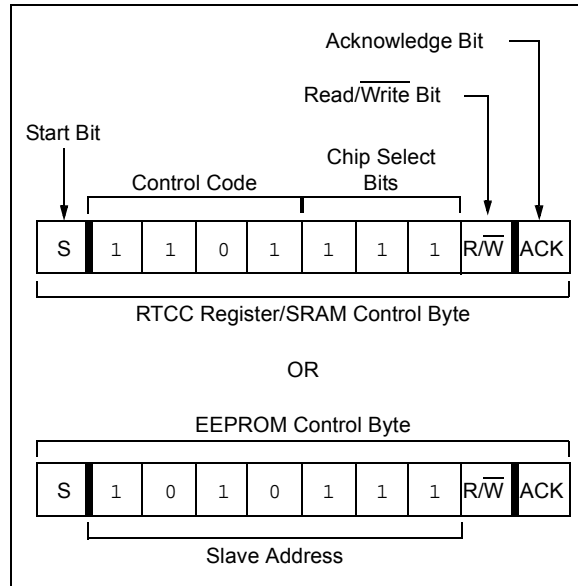 Acknowledge Bit
Read/Write Bit
Start Bit
Chip Select
Control Code Bits
S 1 1 0 1 1 1 1 R/W ACK
RTCC Register/SRAM Control Byte
OR
EEPROM Control Byte
S 1 0 1 0 1 1 1 R/W ACK
Slave Address